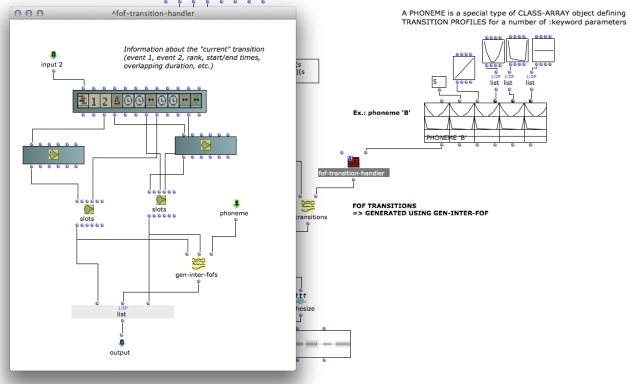 fof-transition-handler
Information about the "current" transition
(event 1, event 2, rank, start/end times,
overlapping duration, etc.)
input 2
1 2
slots
slots
phoneme
gen-inter-fofs
list
output
A PHONEME is a special type of CLASS-ARRAY object defining
TRANSITION PROFILES for a number of :keyword parameters
5
list list list
Ex.: phoneme 'B'
PHONEME 'B'
fof-transition-handler
transitions
FOF TRANSITIONS
=> GENERATED USING GEN-INTER-FOF
hesize